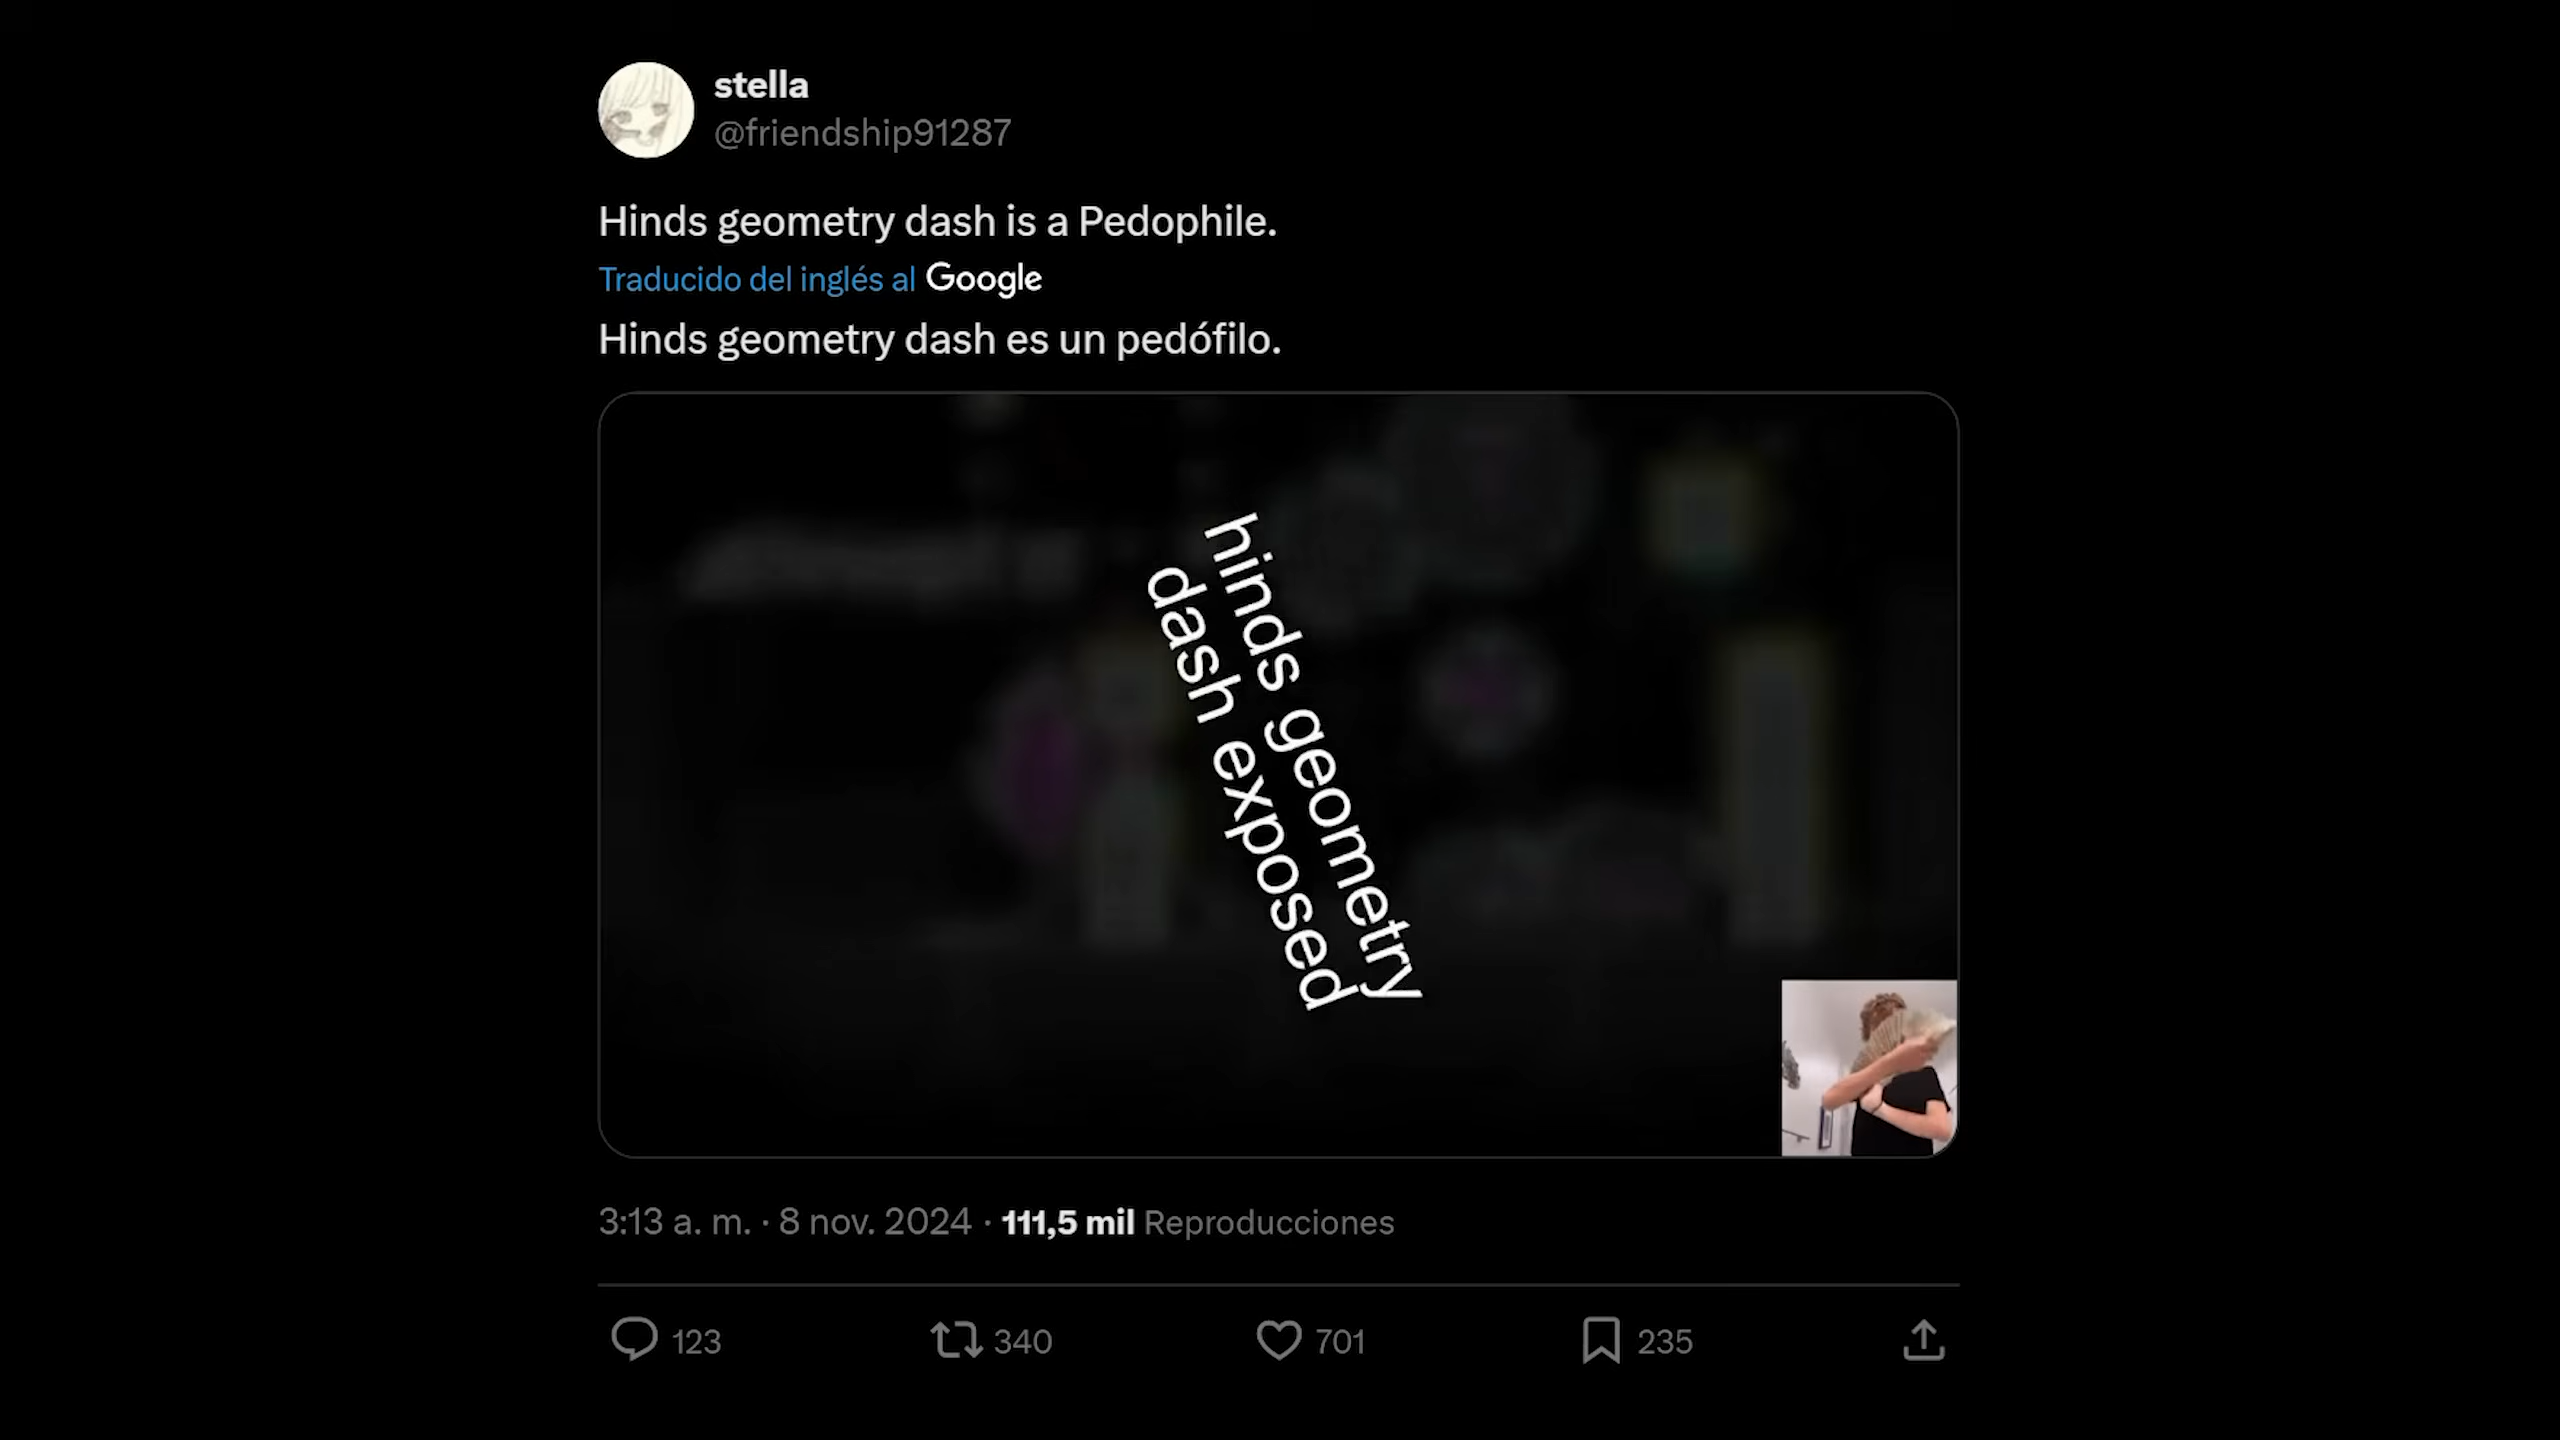 stella
@friendship91287
Hinds geometry dash is a Pedophile.
Traducido del inglés al Google
Hinds geometry dash es un pedófilo.
hinds geometry
dash exposed
3:13 a. m. · 8 nov. 2024 · 111,5 mil Reproducciones
123 340 701 235